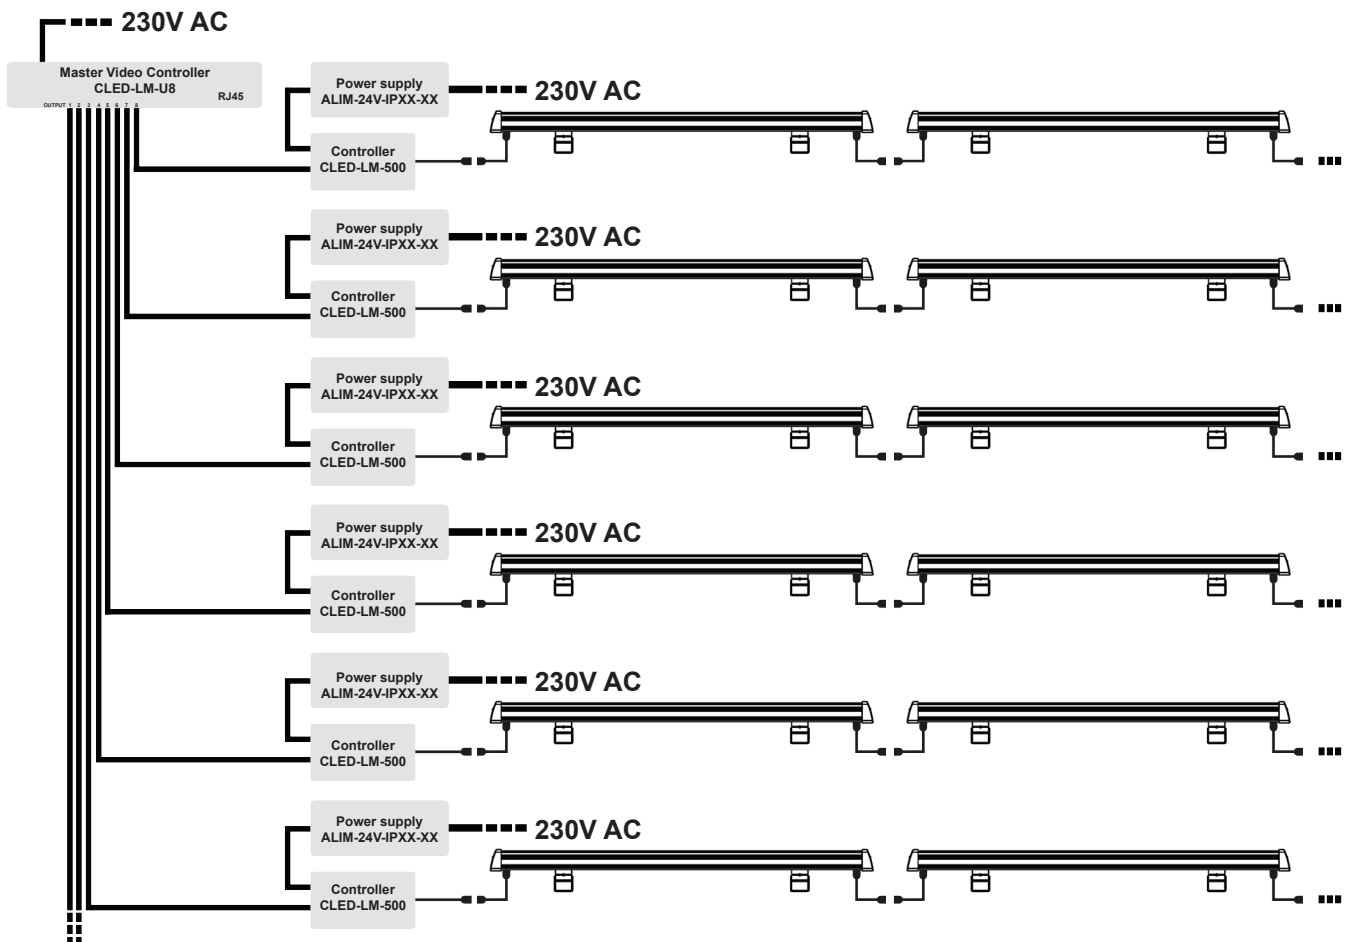 230V AC
Master Video Controller
CLED-LM-U8
RJ45
OUTPUT 1 2 3 4 5 6 7 8
Power supply
ALIM-24V-IPXX-XX
230V AC
Controller
CLED-LM-500
Power supply
ALIM-24V-IPXX-XX
230V AC
Controller
CLED-LM-500
Power supply
ALIM-24V-IPXX-XX
230V AC
Controller
CLED-LM-500
Power supply
ALIM-24V-IPXX-XX
230V AC
Controller
CLED-LM-500
Power supply
ALIM-24V-IPXX-XX
230V AC
Controller
CLED-LM-500
Power supply
ALIM-24V-IPXX-XX
230V AC
Controller
CLED-LM-500